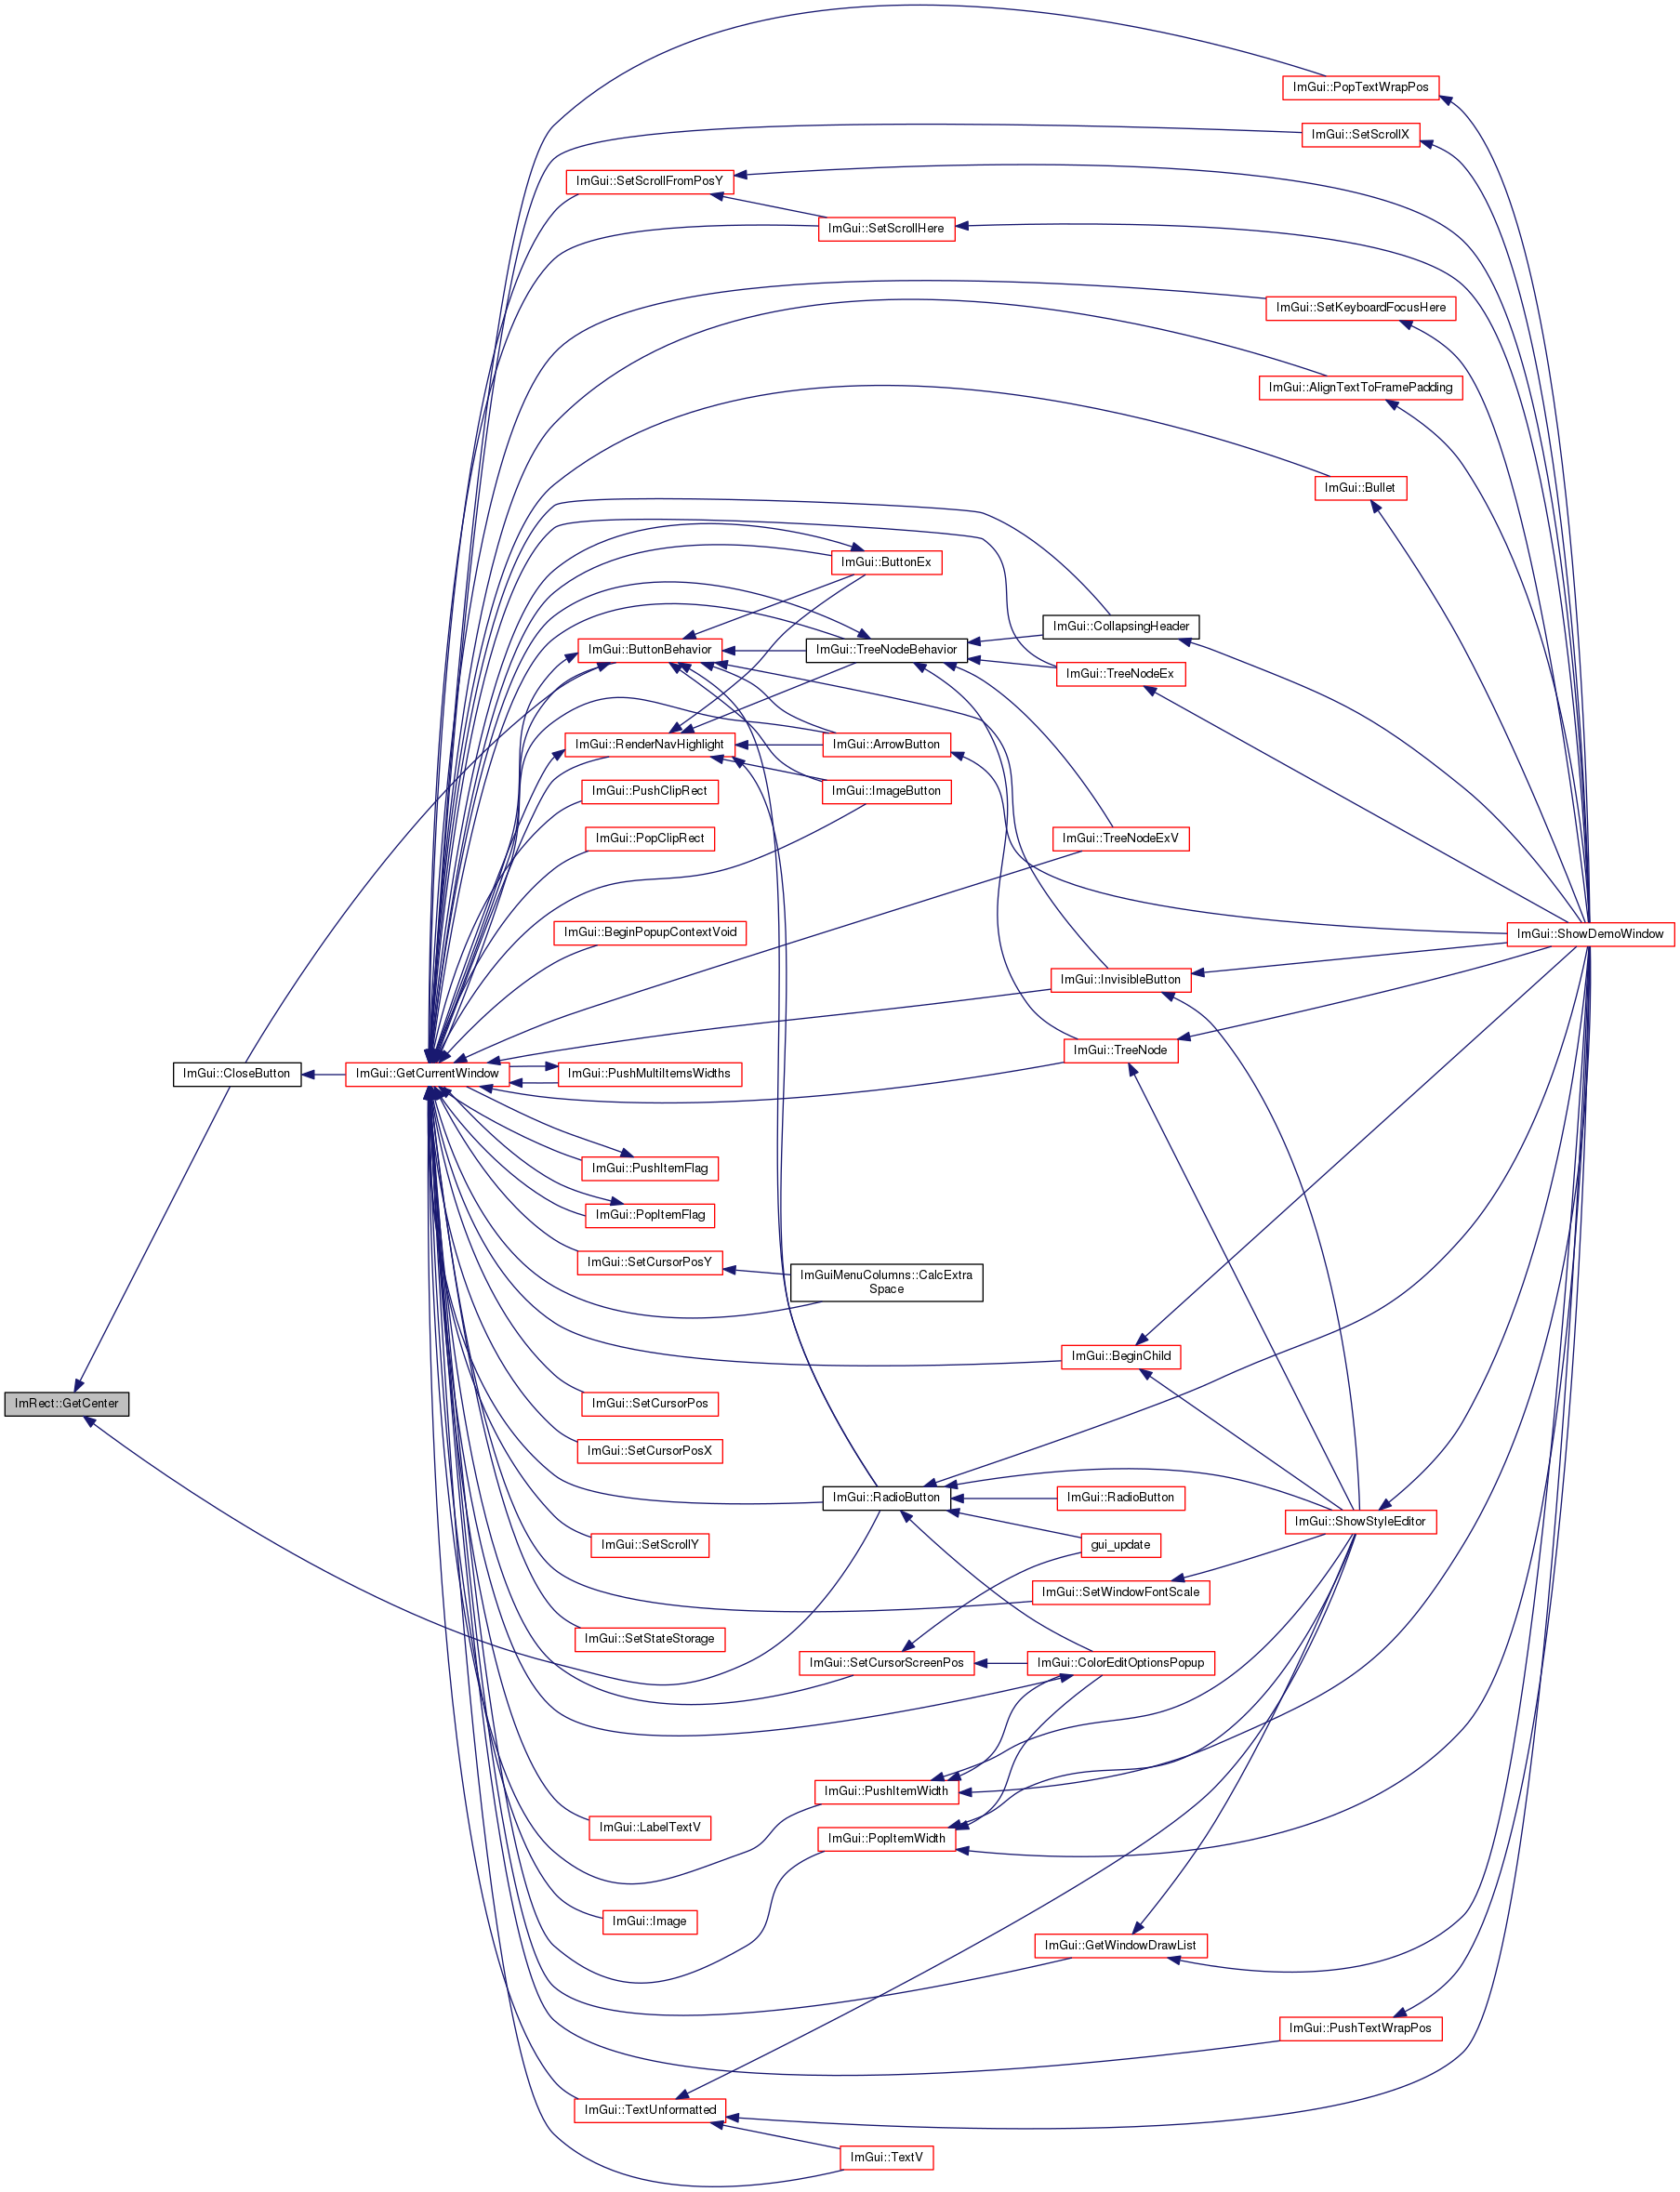 ImGui::PopTextWrapPos
ImGui::SetScrollX
ImGui::SetScrollFromPosY
ImGui::SetScrollHere
ImGui::SetKeyboardFocusHere
ImGui::AlignTextToFramePadding
ImGui::Bullet
ImGui::ButtonEx
ImGui::CollapsingHeader
ImGui::ButtonBehavior
ImGui::TreeNodeBehavior
ImGui::TreeNodeEx
ImGui::RenderNavHighlight
ImGui::ArrowButton
ImGui::PushClipRect
ImGui::ImageButton
ImGui::PopClipRect
ImGui::TreeNodeExV
ImGui::BeginPopupContextVoid
ImGui::ShowDemoWindow
ImGui::InvisibleButton
ImGui::TreeNode
ImGui::CloseButton
ImGui::GetCurrentWindow
ImGui::PushMultiItemsWidths
ImGui::PushItemFlag
ImGui::PopItemFlag
ImGui::SetCursorPosY
ImGuiMenuColumns::CalcExtra
Space
ImGui::BeginChild
ImRect::GetCenter
ImGui::SetCursorPos
ImGui::SetCursorPosX
ImGui::RadioButton
ImGui::RadioButton
ImGui::ShowStyleEditor
ImGui::SetScrollY
gui_update
ImGui::SetWindowFontScale
ImGui::SetStateStorage
ImGui::SetCursorScreenPos
ImGui::ColorEditOptionsPopup
ImGui::PushItemWidth
ImGui::LabelTextV
ImGui::PopItemWidth
ImGui::Image
ImGui::GetWindowDrawList
ImGui::PushTextWrapPos
ImGui::TextUnformatted
ImGui::TextV